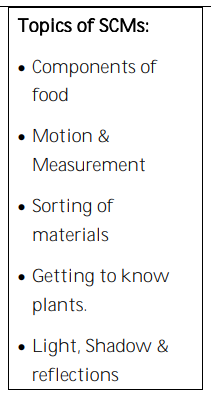 Topics of SCMs:
• Components of
food
• Motion &
Measurement
• Sorting of
materials
• Getting to know
plants.
• Light, Shadow &
reflections